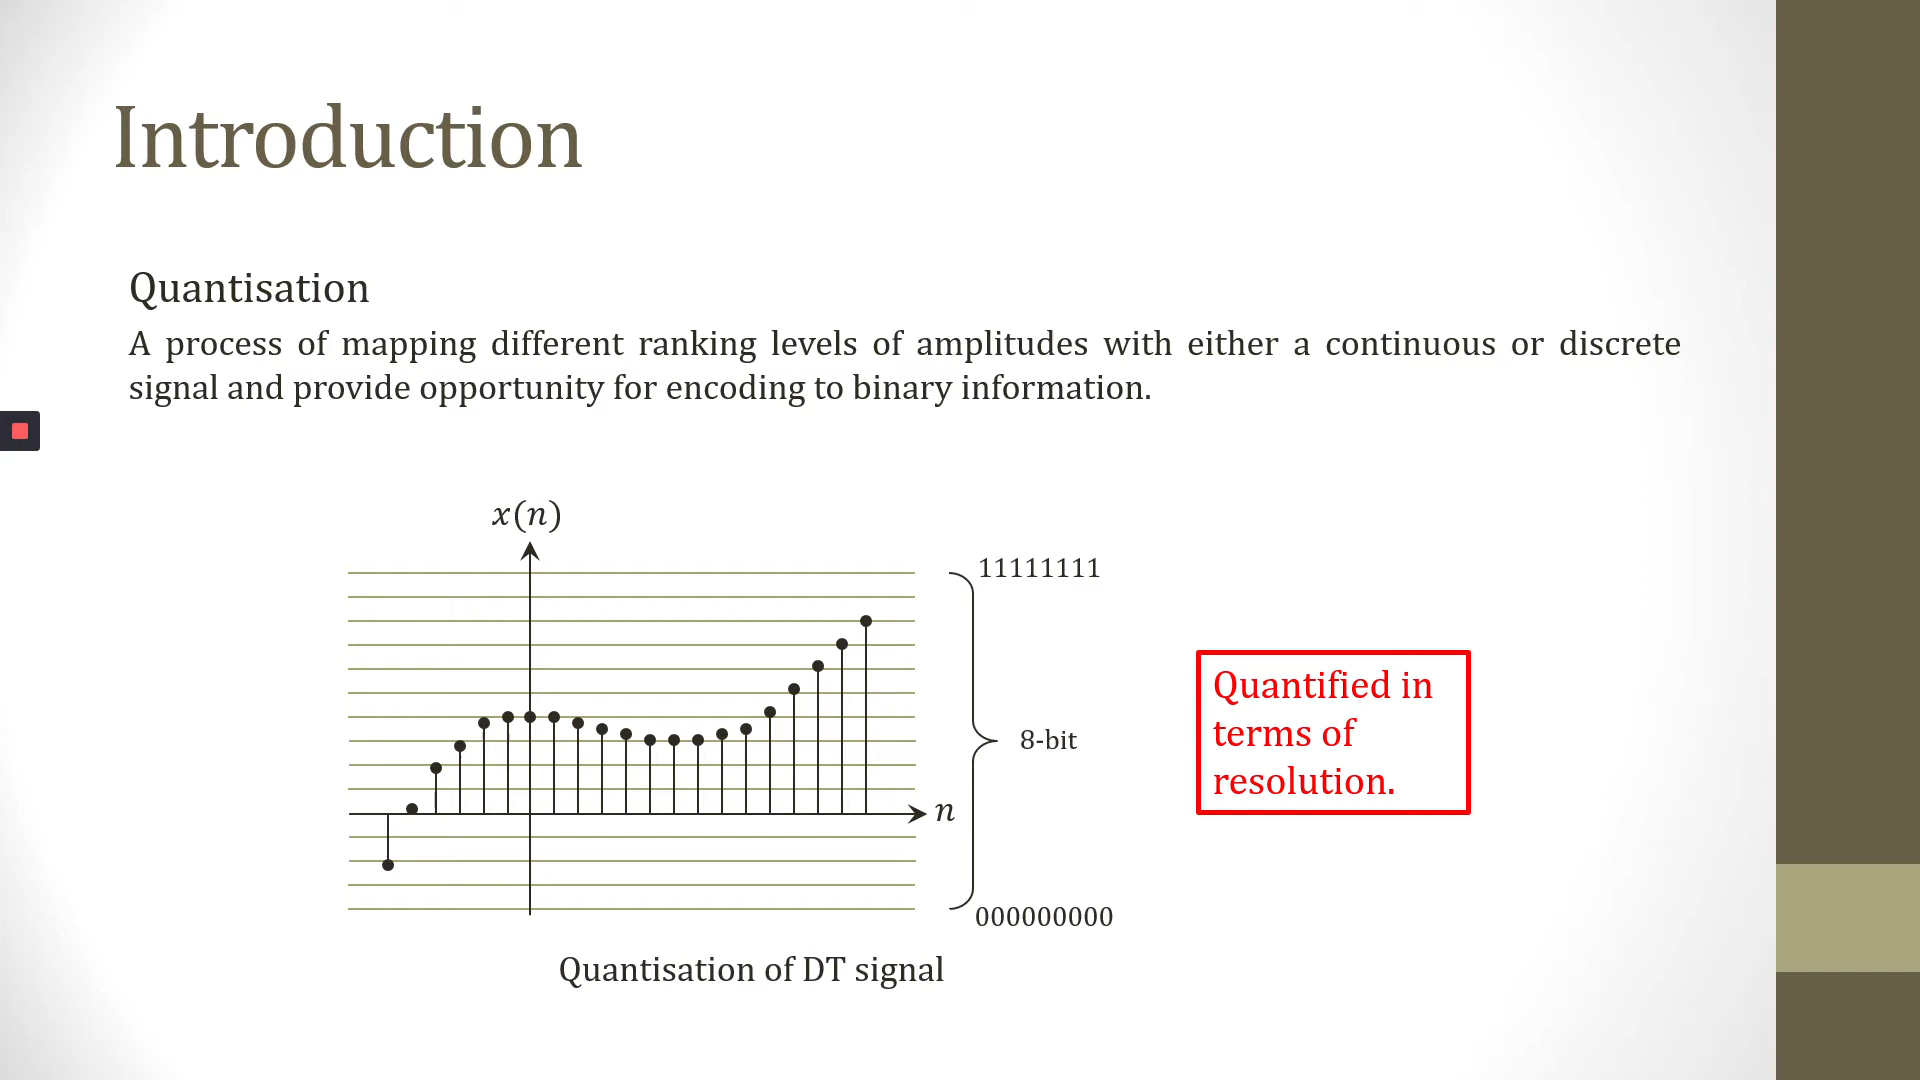 Introduction
Quantisation
A process of mapping different ranking levels of amplitudes with either a continuous or discrete
signal and provide opportunity for encoding to binary information.
x(n)
11111111
8-bit
Quantified in
terms of
resolution.
n
000000000
Quantisation of DT signal